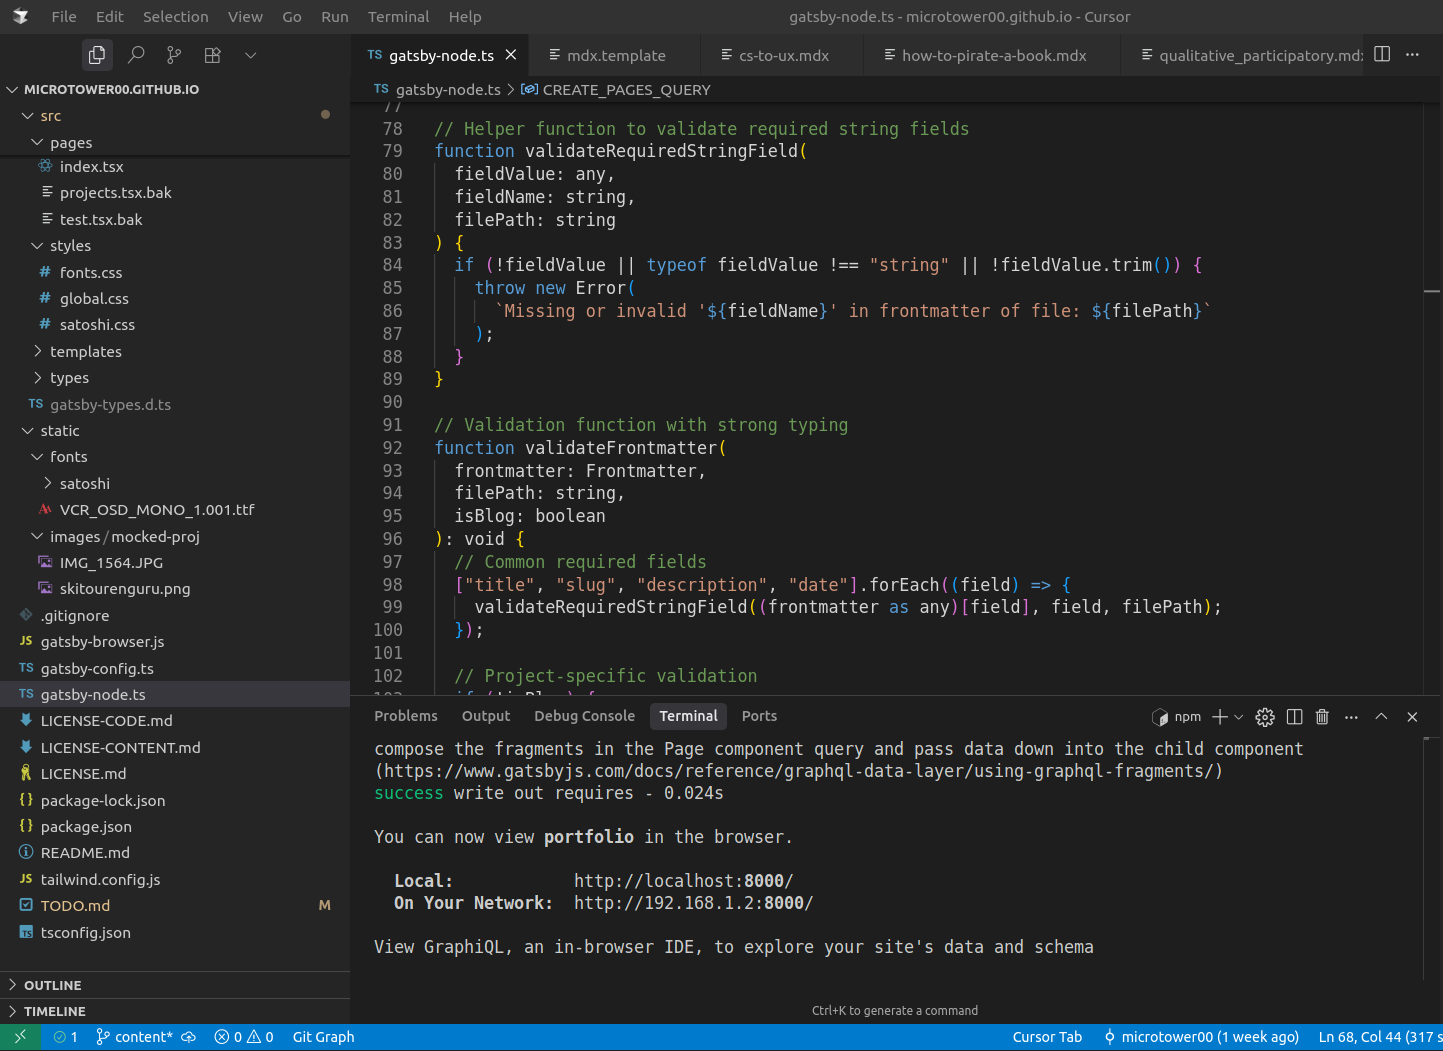 File Edit Selection View Go Run Terminal Help
gatsby-node.ts - microtower00.github.io - Cursor
TS gatsby-node.ts
mdx.template
cs-to-ux.mdx
how-to-pirate-a-book.mdx
qualitative_participatory.mdx
MICROTOWER00.GITHUB.IO
src
pages
index.tsx
projects.tsx.bak
test.tsx.bak
styles
# fonts.css
# global.css
# satoshi.css
templates
types
TS gatsby-types.d.ts
static
fonts
satoshi
VCR_OSD_MONO_1.001.ttf
images / mocked-proj
IMG_1564.JPG
skitourenguru.png
.gitignore
JS gatsby-browser.js
TS gatsby-config.ts
TS gatsby-node.ts
LICENSE-CODE.md
LICENSE-CONTENT.md
LICENSE.md
{} package-lock.json
{} package.json
README.md
JS tailwind.config.js
TODO.md M
TS tsconfig.json
OUTLINE
TIMELINE
TS gatsby-node.ts > CREATE_PAGES_QUERY
77
78 // Helper function to validate required string fields
79 function validateRequiredStringField(
80 fieldValue: any,
81 fieldName: string,
82 filePath: string
83 ) {
84 if (!fieldValue || typeof fieldValue !== "string" || !fieldValue.trim()) {
85 throw new Error(
86 `Missing or invalid '${fieldName}' in frontmatter of file: ${filePath}`
87 );
88 }
89 }
90
91 // Validation function with strong typing
92 function validateFrontmatter(
93 frontmatter: Frontmatter,
94 filePath: string,
95 isBlog: boolean
96 ): void {
97 // Common required fields
98 ["title", "slug", "description", "date"].forEach((field) => {
99 validateRequiredStringField((frontmatter as any)[field], field, filePath);
100 });
101
102 // Project-specific validation
103 if (!isBlog) {
Problems Output Debug Console Terminal Ports
npm
compose the fragments in the Page component query and pass data down into the child component
(https://www.gatsbyjs.com/docs/reference/graphql-data-layer/using-graphql-fragments/)
success write out requires - 0.024s
You can now view portfolio in the browser.
Local: http://localhost:8000/
On Your Network: http://192.168.1.2:8000/
View GraphiQL, an in-browser IDE, to explore your site's data and schema
Ctrl+K to generate a command
1 content* 0 0 Git Graph
Cursor Tab microtower00 (1 week ago) Ln 68, Col 44 (317 s